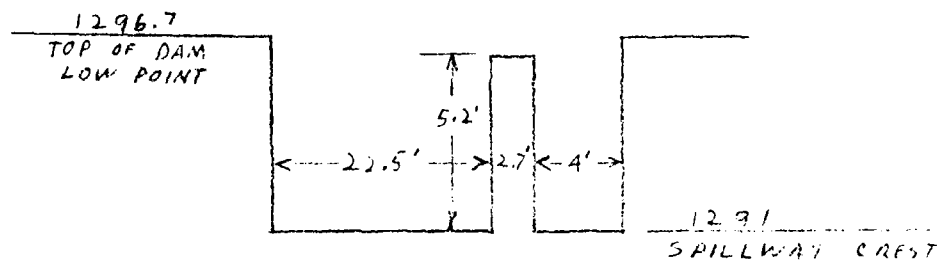 1296.7
TOP OF DAM
LOW POINT
5.2'
22.5'
2.7'
4'
1291
SPILLWAY CREST